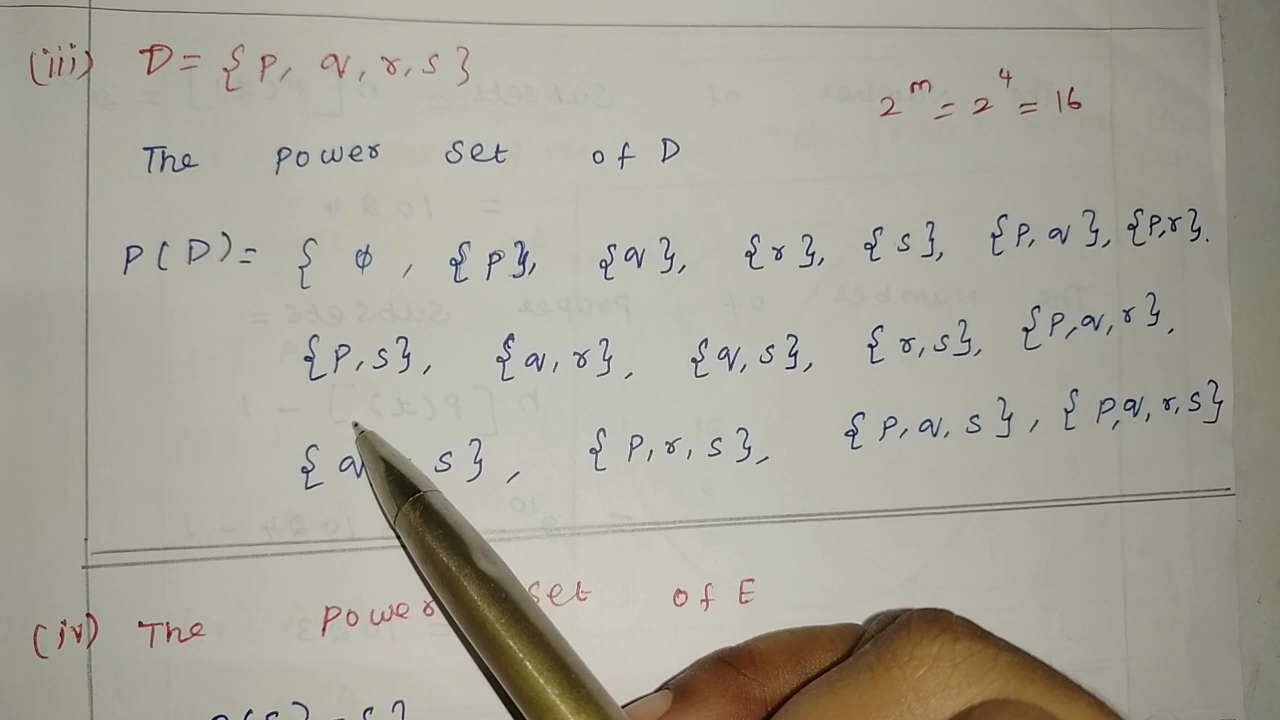 (iii) D = {p, q, r, s}
2^m = 2^4 = 16
The power set of D
P(D) = { ϕ, {p}, {q}, {r}, {s}, {p, q}, {p,r}.
{p, s}, {q, r}, {q, s}, {r, s}, {p, q, r},
{q s}, {p, r, s}, {p, q, s}, {p,q, r, s}
(iv) The power set of E